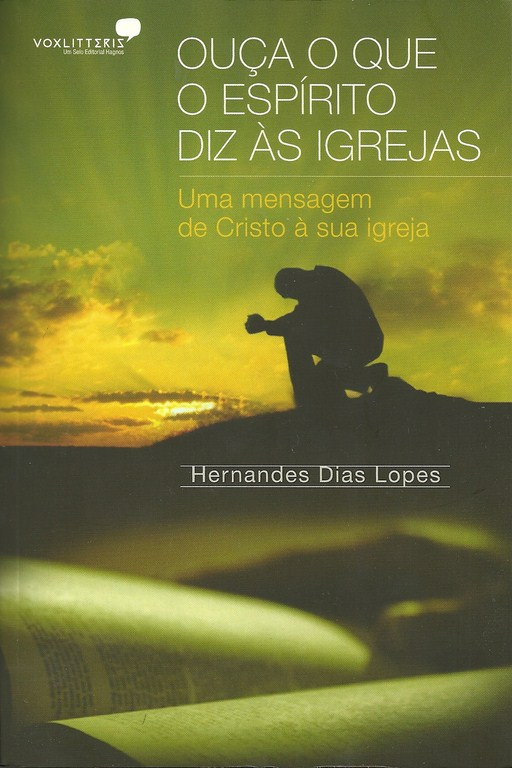 VOXLITTERIS
Um Selo Editorial Hagnos
OUÇA O QUE
O ESPÍRITO
DIZ ÀS IGREJAS
Uma mensagem
de Cristo à sua igreja
Hernandes Dias Lopes